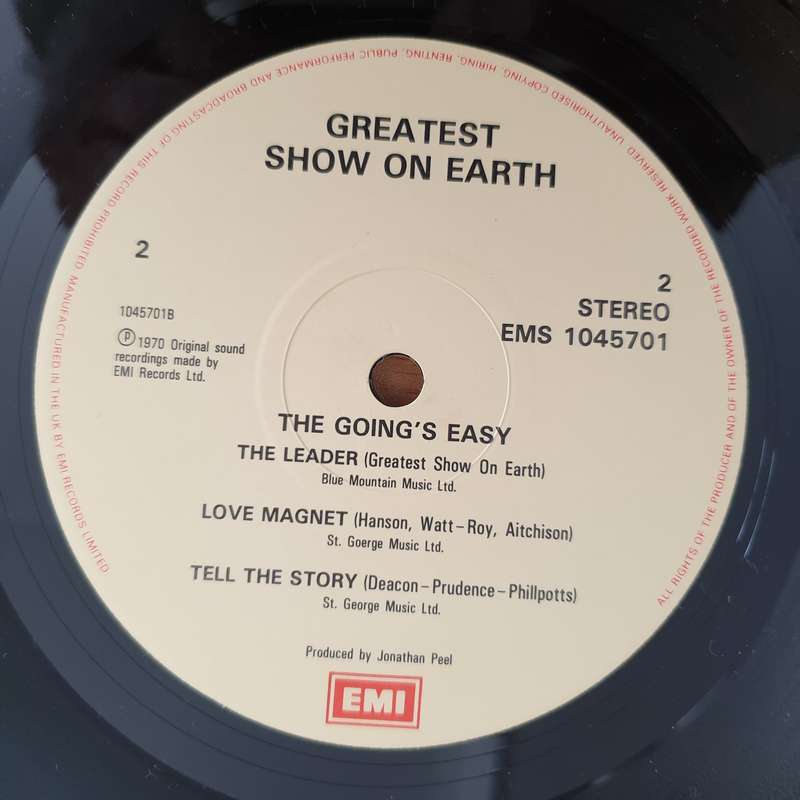 GREATEST
SHOW ON EARTH
2
2
STEREO
EMS 1045701
1045701B
Ⓟ 1970 Original sound
recordings made by
EMI Records Ltd.
THE GOING'S EASY
THE LEADER (Greatest Show On Earth)
Blue Mountain Music Ltd.
LOVE MAGNET (Hanson, Watt-Roy, Aitchison)
St. Goerge Music Ltd.
TELL THE STORY (Deacon-Prudence-Phillpotts)
St. George Music Ltd.
Produced by Jonathan Peel
EMI
ALL RIGHTS OF THE PRODUCER AND OF THE OWNER OF THE RECORDED WORK RESERVED UNAUTHORISED COPYING, HIRING, RENTING, PUBLIC PERFORMANCE AND BROADCASTING OF THIS RECORD PROHIBITED. MANUFACTURED IN THE UK BY EMI RECORDS LIMITED